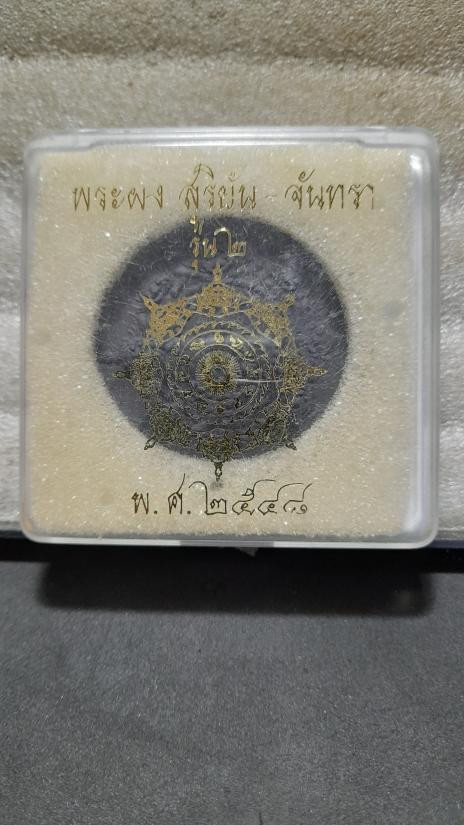 พระผง สุริยัน - จันทรา
รุ่น ๒
พ.ศ. ๒๕๔๘